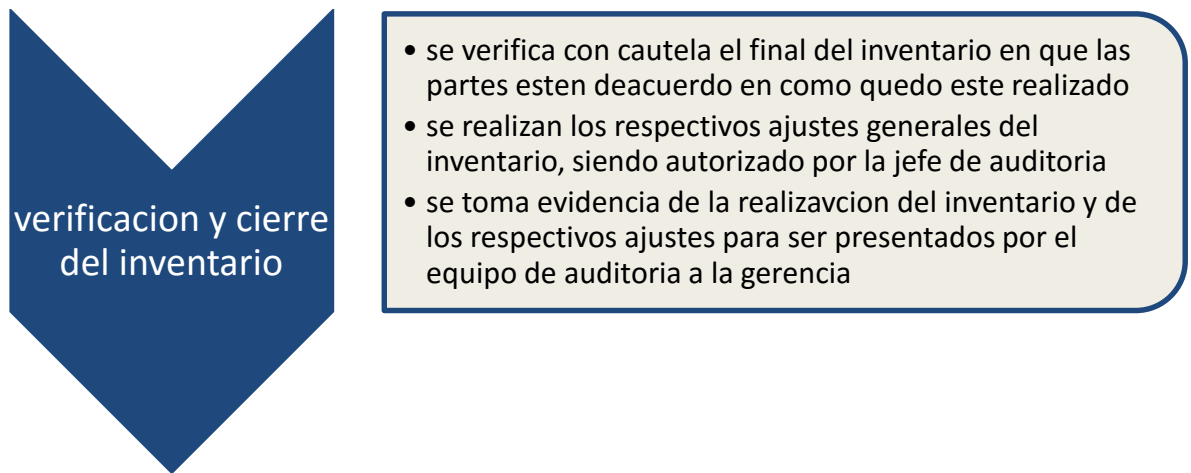 verificacion y cierre
del inventario
• se verifica con cautela el final del inventario en que las
partes esten deacuerdo en como quedo este realizado
• se realizan los respectivos ajustes generales del
inventario, siendo autorizado por la jefe de auditoria
• se toma evidencia de la realizavcion del inventario y de
los respectivos ajustes para ser presentados por el
equipo de auditoria a la gerencia